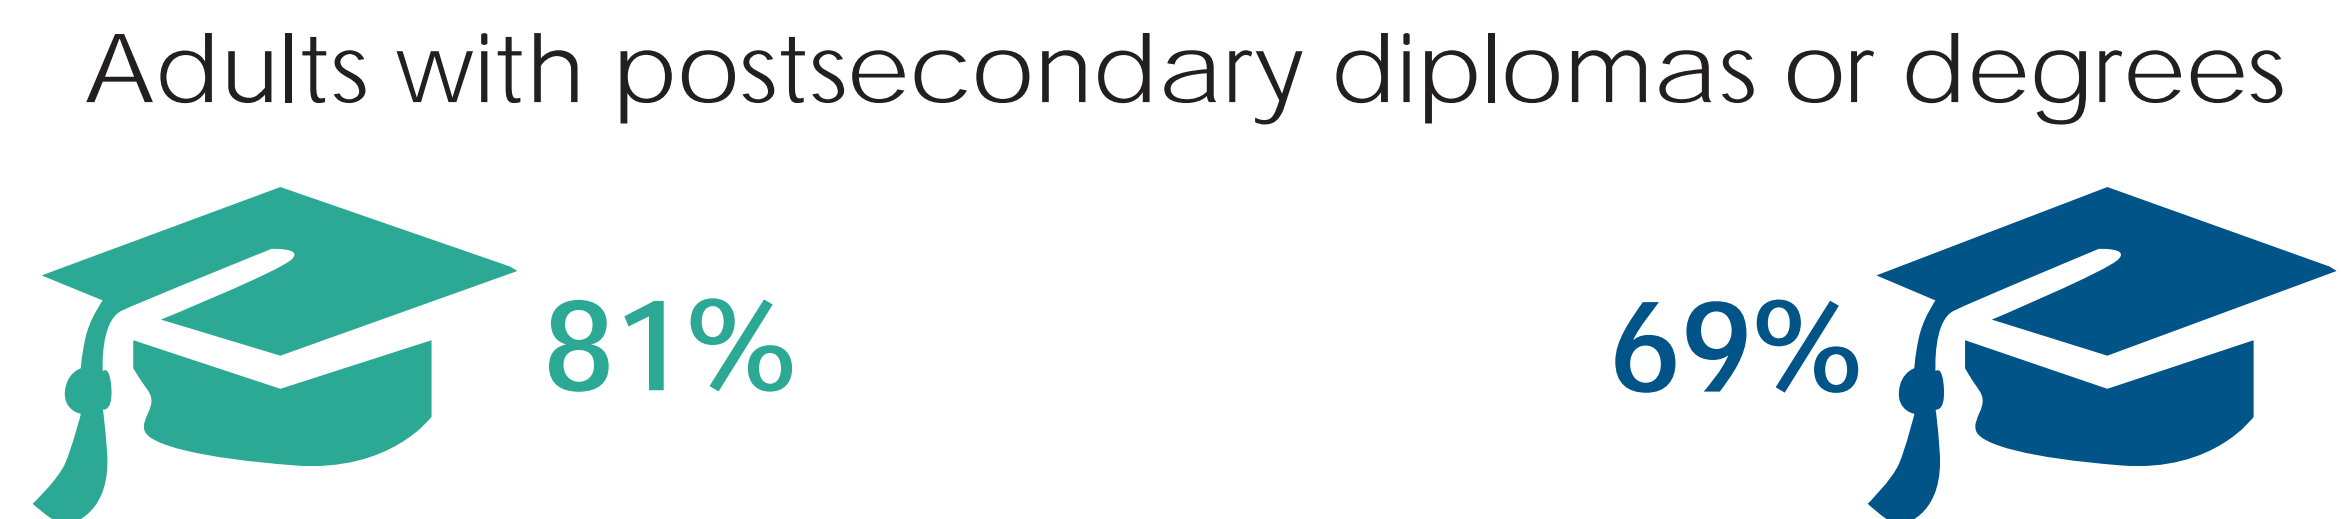 Adults with postsecondary diplomas or degrees
81% 69%